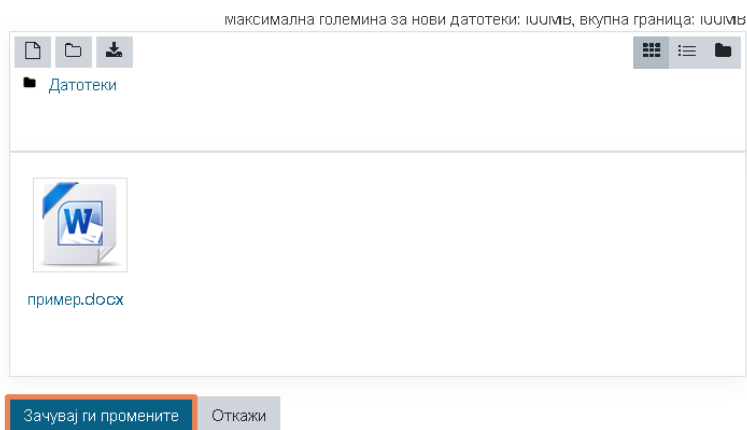 Максимална големина за нови датотеки: 100MB, вкупна граница: 100MB
Датотеки
W
пример.docx
Зачувај ги промените Откажи